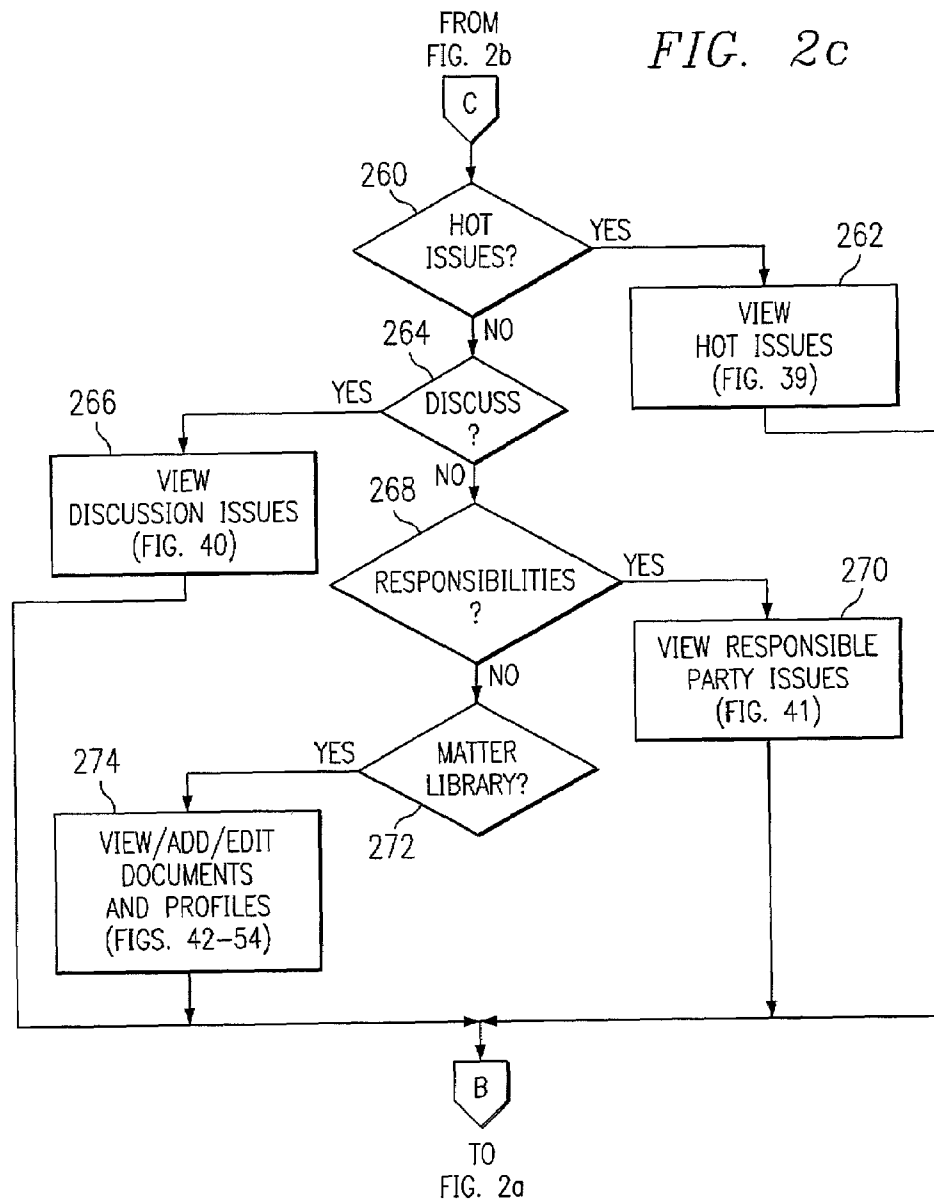 FROM
FIG. 2b
FIG. 2c
C
260
HOT
ISSUES?
YES
262
VIEW
HOT ISSUES
(FIG. 39)
NO
264
DISCUSS
?
YES
266
VIEW
DISCUSSION ISSUES
(FIG. 40)
NO
268
RESPONSIBILITIES
?
YES
270
VIEW RESPONSIBLE
PARTY ISSUES
(FIG. 41)
NO
MATTER
LIBRARY?
272
YES
274
VIEW/ADD/EDIT
DOCUMENTS
AND PROFILES
(FIGS. 42-54)
B
TO
FIG. 2a